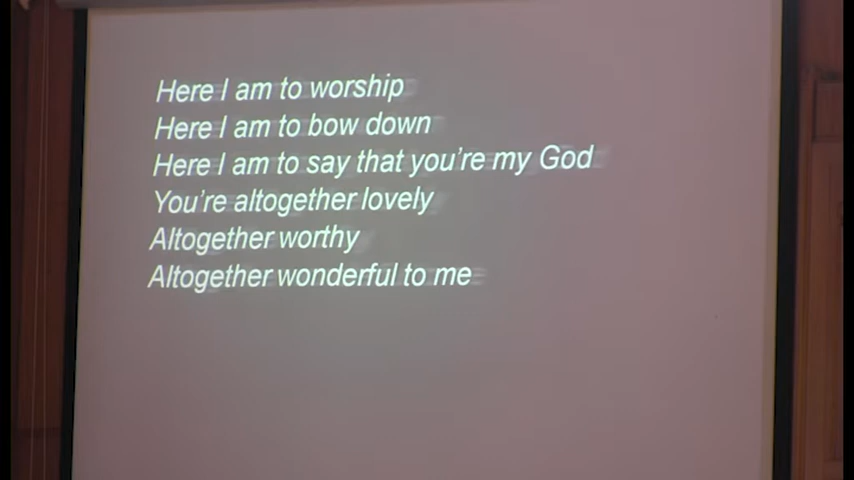 Here I am to worship
Here I am to bow down
Here I am to say that you're my God
You're altogether lovely
Altogether worthy
Altogether wonderful to me